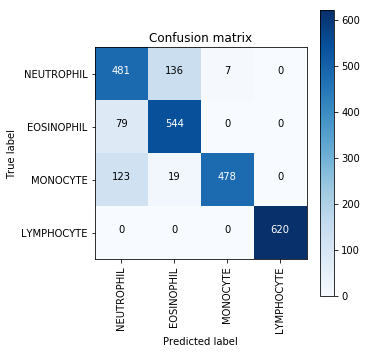 Confusion matrix
NEUTROPHIL 481 136 7 0
EOSINOPHIL 79 544 0 0
MONOCYTE 123 19 478 0
LYMPHOCYTE 0 0 0 620
True label
NEUTROPHIL
EOSINOPHIL
MONOCYTE
LYMPHOCYTE
Predicted label
600
500
400
300
200
100
0